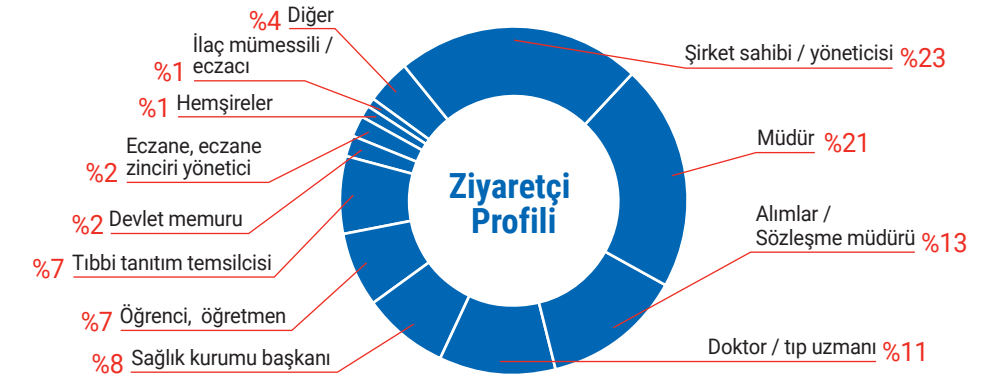 %4 Diğer
İlaç mümessili /
%1 eczacı
%1 Hemşireler
Eczane, eczane
%2 zinciri yönetici
%2 Devlet memuru
%7 Tıbbi tanıtım temsilcisi
%7 Öğrenci, öğretmen
%8 Sağlık kurumu başkanı
Ziyaretçi
Profili
Şirket sahibi / yöneticisi %23
Müdür %21
Alımlar /
Sözleşme müdürü %13
Doktor / tıp uzmanı %11